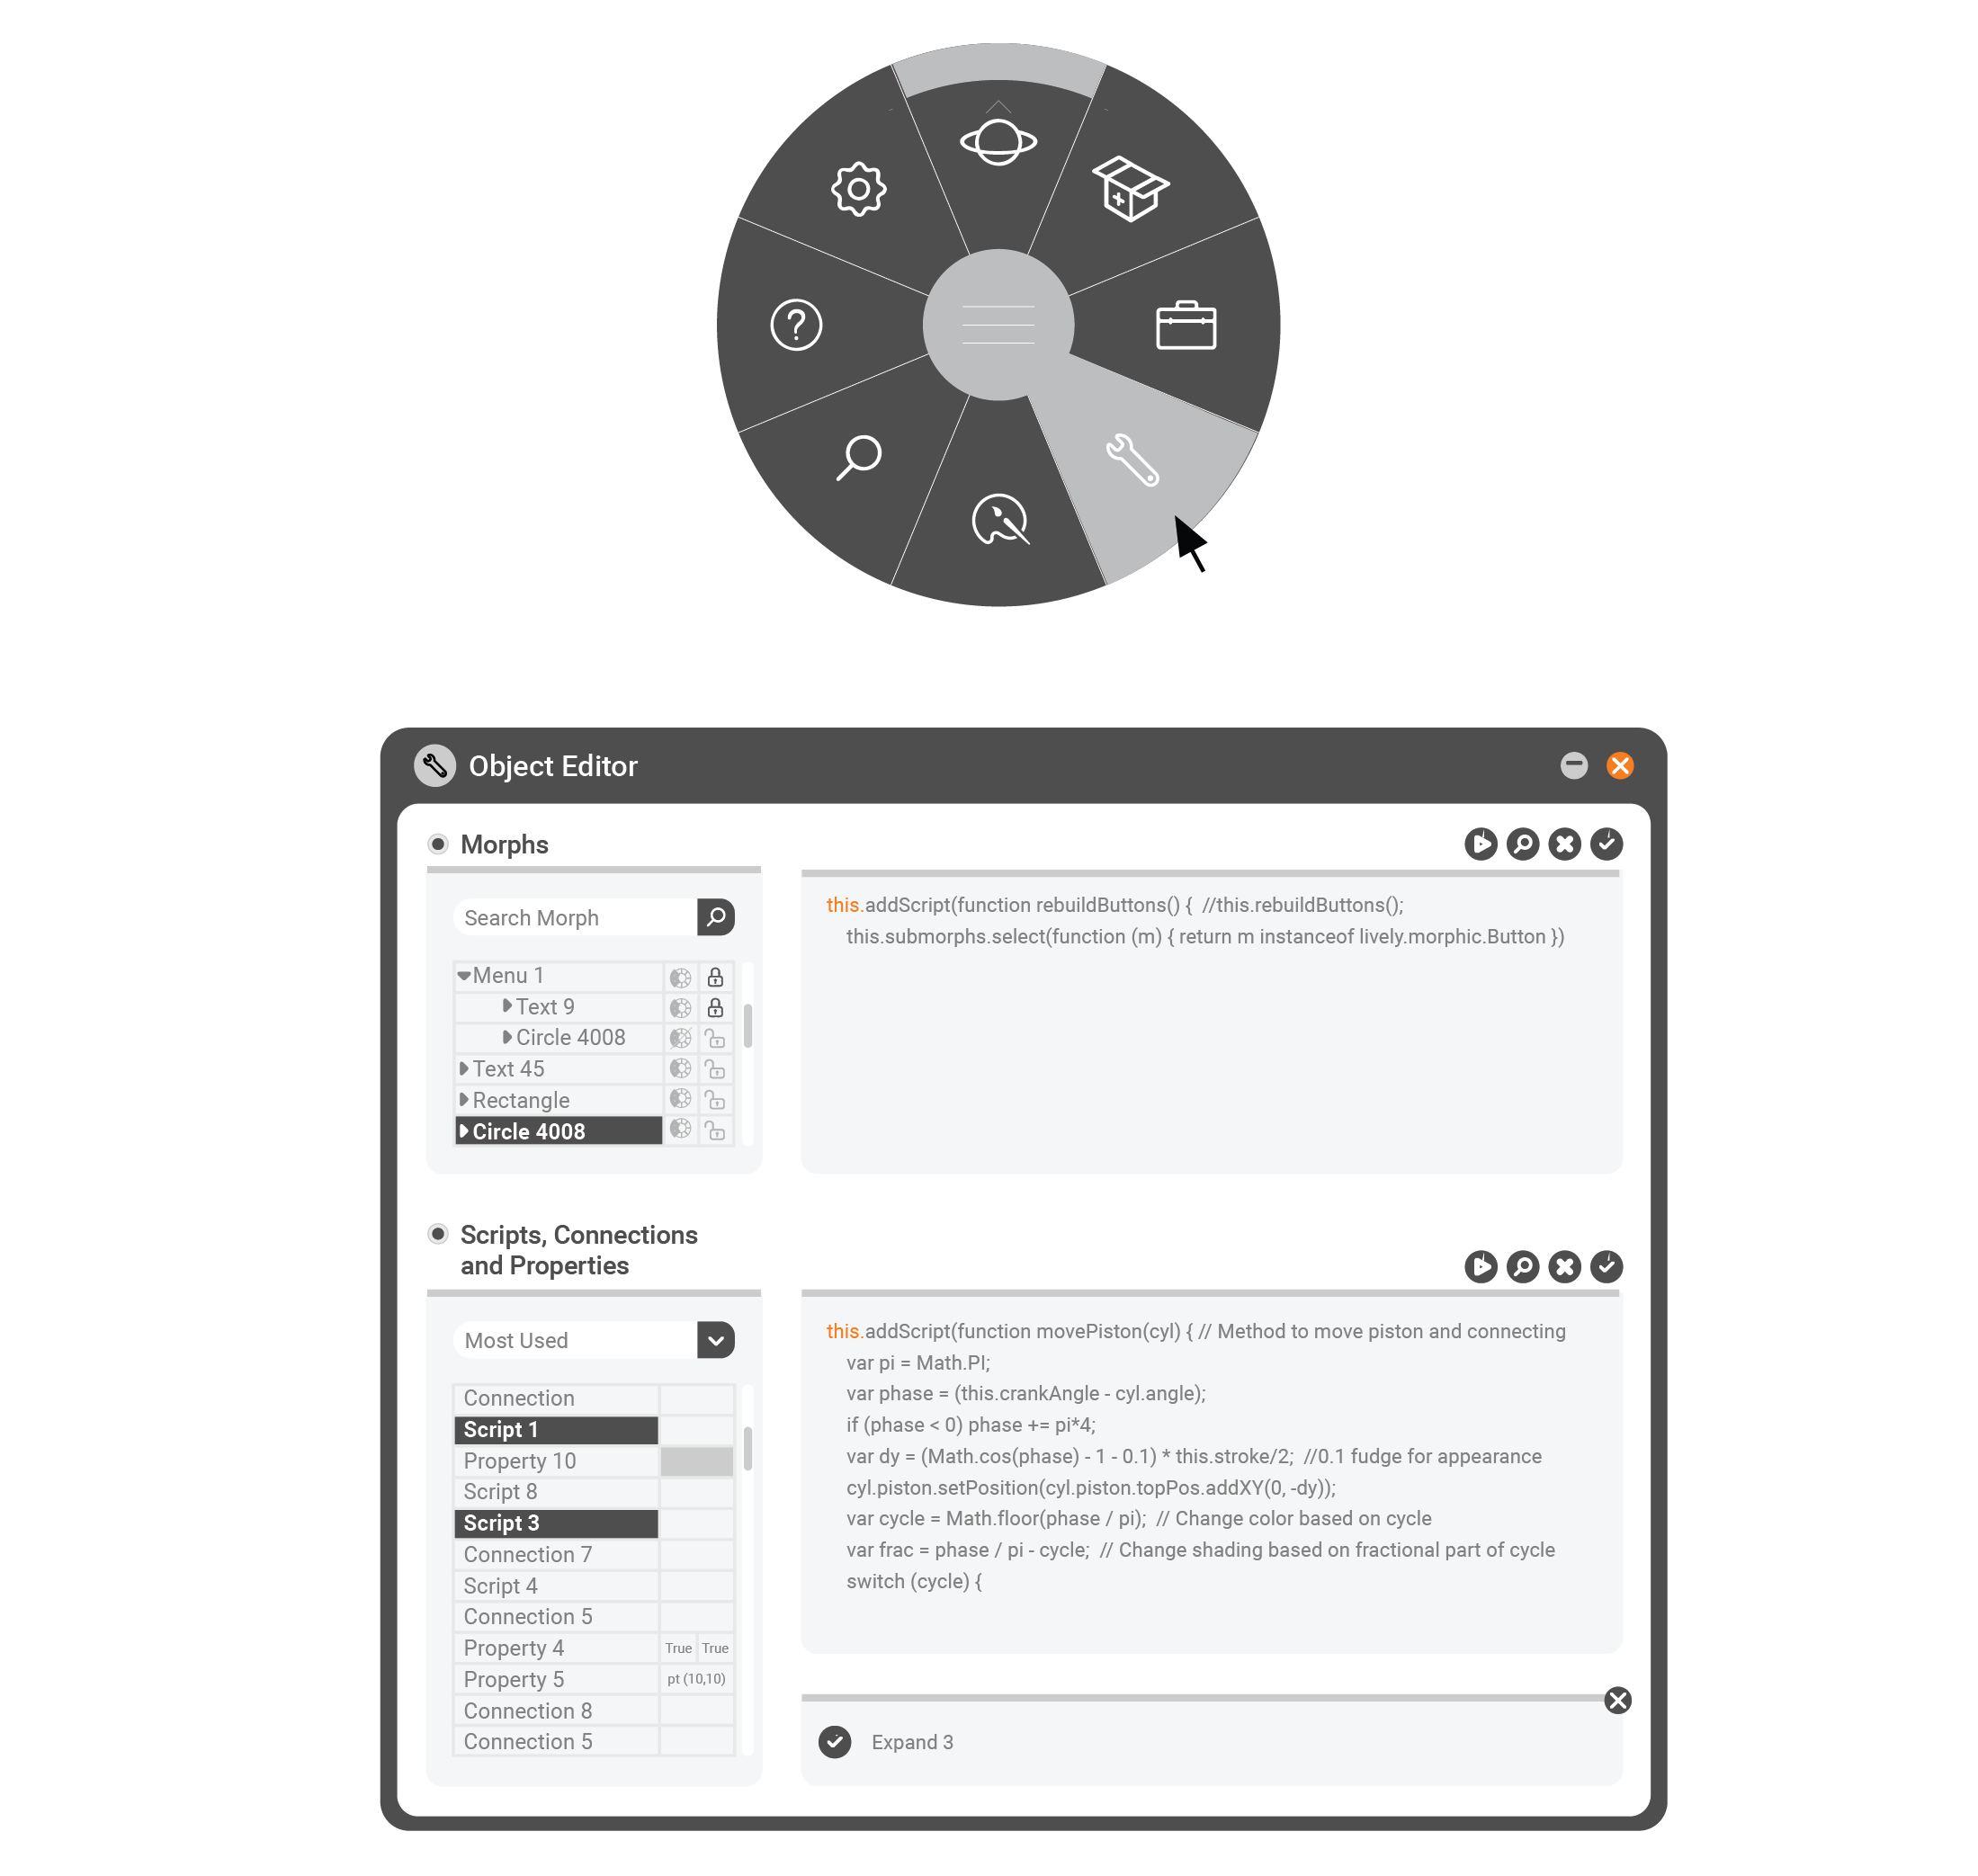 Object Editor
Morphs
Search Morph
Menu 1
Text 9
Circle 4008
Text 45
Rectangle
Circle 4008
this.addScript(function rebuildButtons() {  //this.rebuildButtons();
this.submorphs.select(function (m) { return m instanceof lively.morphic.Button })
Scripts, Connections
and Properties
Most Used
Connection
Script 1
Property 10
Script 8
Script 3
Connection 7
Script 4
Connection 5
Property 4 True True
Property 5 pt (10,10)
Connection 8
Connection 5
this.addScript(function movePiston(cyl) { // Method to move piston and connecting
var pi = Math.PI;
var phase = (this.crankAngle - cyl.angle);
if (phase < 0) phase += pi*4;
var dy = (Math.cos(phase) - 1 - 0.1) * this.stroke/2;  //0.1 fudge for appearance
cyl.piston.setPosition(cyl.piston.topPos.addXY(0, -dy));
var cycle = Math.floor(phase / pi);  // Change color based on cycle
var frac = phase / pi - cycle;  // Change shading based on fractional part of cycle
switch (cycle) {
Expand 3